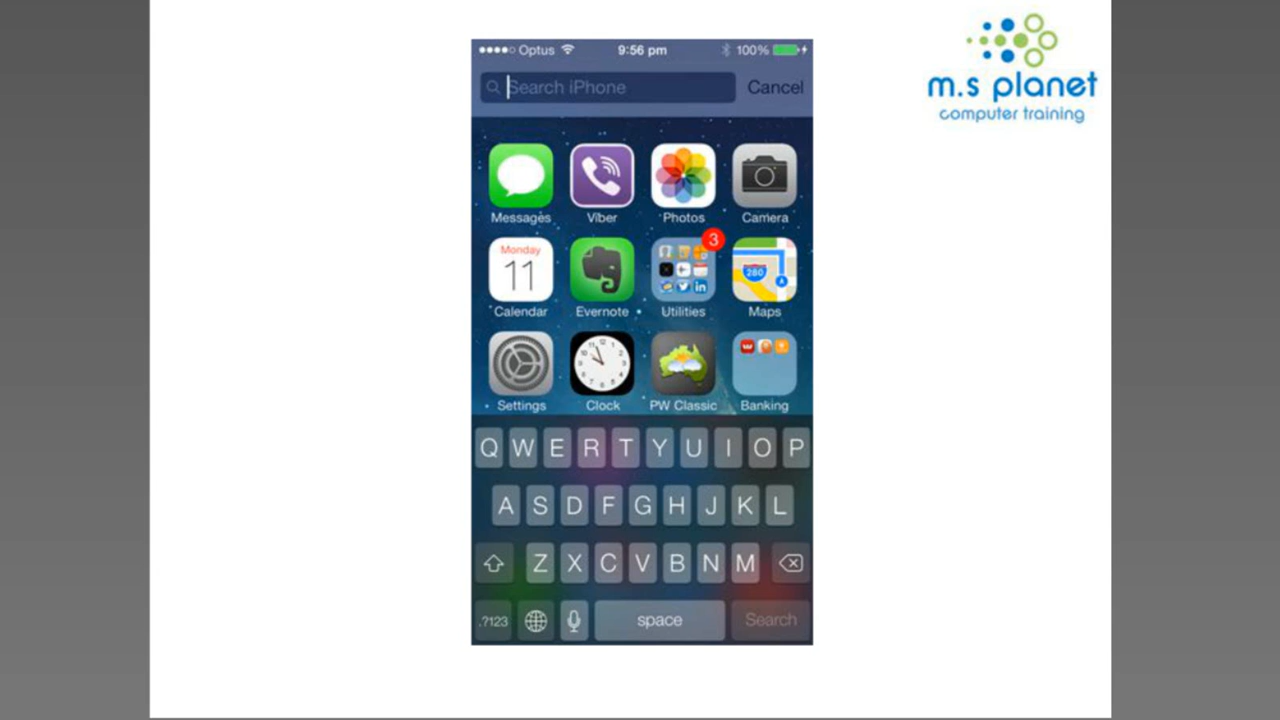 m.s planet
computer training
Optus 9:56 pm 100%
Search iPhone Cancel
Messages Viber Photos Camera
Monday 3
11 280
Calendar Evernote Utilities Maps
Settings Clock PW Classic Banking
Q W E R T Y U I O P
A S D F G H J K L
Z X C V B N M
.?123 space Search